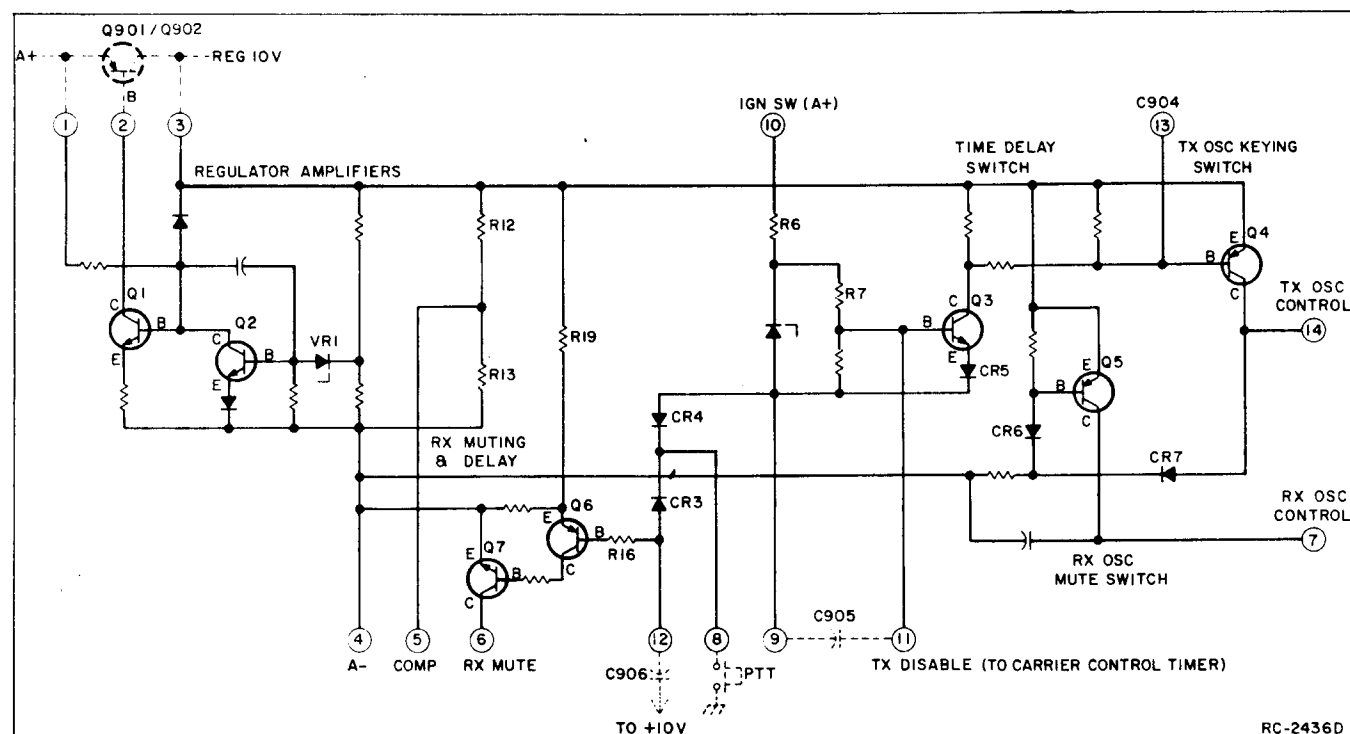 Q901/Q902
A+
REG 10V
B
1
2
3
IGN SW (A+)
10
C904
13
REGULATOR AMPLIFIERS
TIME DELAY
SWITCH
TX OSC KEYING
SWITCH
R12
R6
E
Q4
B
C
R7
Q1
C
B
E
Q2
C
B
E
VR1
R19
R13
Q3
C
B
E
CR5
TX OSC
CONTROL
14
Q5
E
B
C
CR4
CR6
RX MUTING
& DELAY
CR7
CR3
RX OSC
CONTROL
7
Q6
E
B
C
R16
Q7
E
B
C
RX OSC
MUTE SWITCH
4
5
6
12
8
9
C905
11
A-
COMP
RX MUTE
TX DISABLE (TO CARRIER CONTROL TIMER)
C906
PTT
TO +10V
RC-2436D